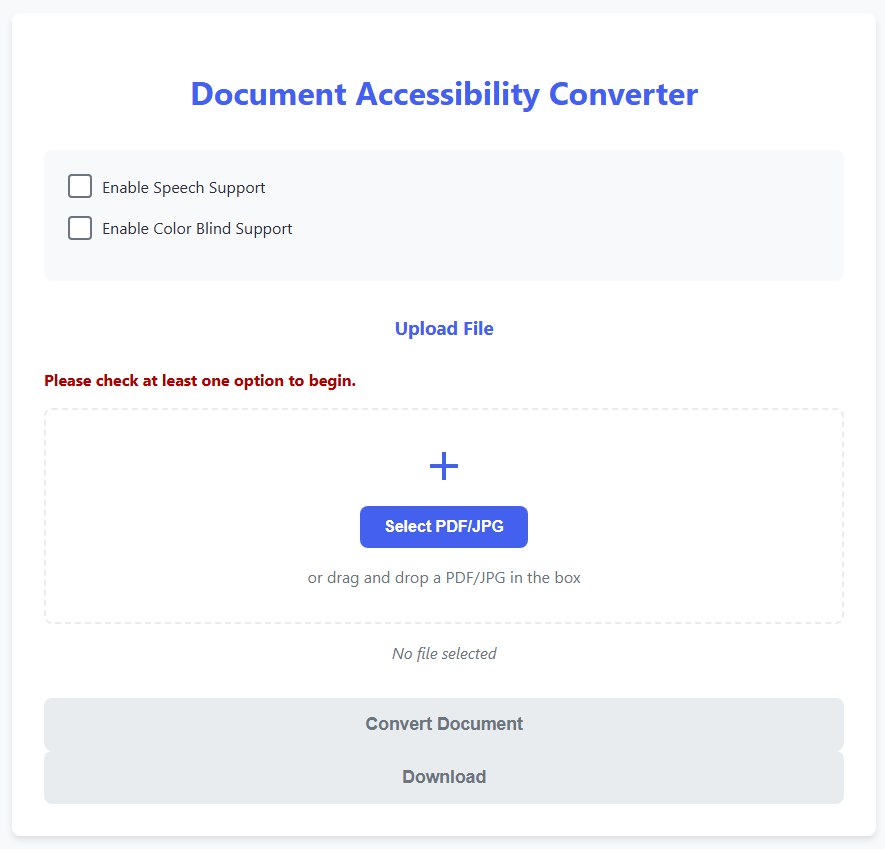 Document Accessibility Converter
Enable Speech Support
Enable Color Blind Support
Upload File
Please check at least one option to begin.
Select PDF/JPG
or drag and drop a PDF/JPG in the box
No file selected
Convert Document
Download